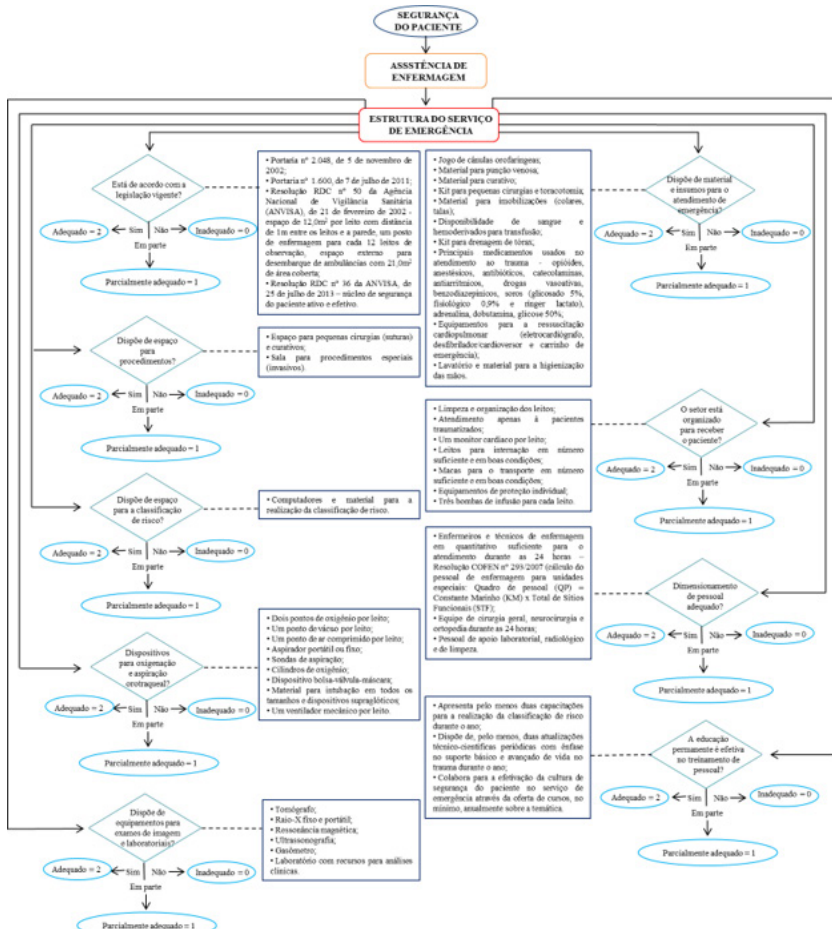 SEGURANÇA
DO PACIENTE
ASSSTÊNCIA DE
ENFERMAGEM
ESTRUTURA DO SERVIÇO
DE EMERGÊNCIA
Está de acordo com a
legislação vigente?
Adequado = 2
Sim
Não
Inadequado = 0
Em parte
Parcialmente adequado = 1
• Portaria nº 2.048, de 5 de novembro de
2002;
• Portaria nº 1.600, de 7 de julho de 2011;
• Resolução RDC nº 50 da Agência
Nacional de Vigilância Sanitária
(ANVISA), de 21 de fevereiro de 2002 -
espaço de 12,0m² por leito com distância
de 1m entre os leitos e a parede, um posto
de enfermagem para cada 12 leitos de
observação, espaço externo para
desembarque de ambulâncias com 21,0m²
de área coberta;
• Resolução RDC nº 36 da ANVISA, de
25 de julho de 2013 – núcleo de segurança
do paciente ativo e efetivo.
Dispõe de espaço
para
procedimentos?
Adequado = 2
Sim
Não
Inadequado = 0
Em parte
Parcialmente adequado = 1
• Espaço para pequenas cirurgias (suturas) e
curativos;
• Sala para procedimentos especiais
(invasivos).
Dispõe de espaço
para a classificação
de risco?
Adequado = 2
Sim
Não
Inadequado = 0
Em parte
Parcialmente adequado = 1
• Computadores e material para a
realização da classificação de risco.
Dispositivos
para oxigenação
e aspiração
orotraqueal?
Adequado = 2
Sim
Não
Inadequado = 0
Em parte
Parcialmente adequado = 1
• Dois pontos de oxigênio por leito;
• Um ponto de vácuo por leito;
• Um ponto de ar comprimido por leito;
• Aspirador portátil ou fixo;
• Sondas de aspiração;
• Cilindros de oxigênio;
• Dispositivo bolsa-válvula-máscara;
• Material para intubação em todos os
tamanhos e dispositivos supraglóticos;
• Um ventilador mecânico por leito.
Dispõe de
equipamentos para
exames de imagem
e laboratoriais?
Adequado = 2
Sim
Não
Inadequado = 0
Em parte
Parcialmente adequado = 1
• Tomógrafo;
• Raio-X fixo e portátil;
• Ressonância magnética;
• Ultrassonografia;
• Gasômetro;
• Laboratório com recursos para análises
clínicas.
• Jogo de cânulas orofaríngeas;
• Material para punção venosa;
• Material para curativo;
• Kit para pequenas cirurgias e toracotomia;
• Material para imobilizações (colares,
talas);
• Disponibilidade de sangue e
hemoderivados para transfusão;
• Kit para drenagem de tórax;
• Principais medicamentos usados no
atendimento ao trauma - opióides,
anestésicos, antibióticos, catecolaminas,
antiarrítmicos, drogas vasoativas,
benzodiazepínicos, soros (glicosado 5%,
fisiológico 0,9% e ringer lactato),
adrenalina, dobutamina, glicose 50%,
• Equipamentos para a ressuscitação
cardiopulmonar (eletrocardiógrafo,
desfibrilador/cardioversor e carrinho de
emergência);
• Lavatório e material para a higienização
das mãos.
Dispõe de material
e insumos para o
atendimento de
emergência?
Adequado = 2
Sim
Não
Inadequado = 0
Em parte
Parcialmente adequado = 1
• Limpeza e organização dos leitos;
• Atendimento apenas à pacientes
traumatizados;
• Um monitor cardíaco por leito;
• Leitos para internação em número
suficiente e em boas condições;
• Macas para o transporte em número
suficiente e em boas condições;
• Equipamentos de proteção individual;
• Três bombas de infusão para cada leito.
O setor está
organizado
para receber
o paciente?
Adequado = 2
Sim
Não
Inadequado = 0
Em parte
Parcialmente adequado = 1
• Enfermeiros e técnicos de enfermagem
em quantitativo suficiente para o
atendimento durante as 24 horas –
Resolução COFEN nº 293/2007 (cálculo do
pessoal de enfermagem para unidades
especiais: Quadro de pessoal (QP) =
Constante Marinho (KM) x Total de Sítios
Funcionais (STF);
• Equipe de cirurgia geral, neurocirurgia e
ortopedia durante as 24 horas;
• Pessoal de apoio laboratorial, radiológico
e de limpeza.
Dimensionamento
de pessoal
adequado?
Adequado = 2
Sim
Não
Inadequado = 0
Em parte
Parcialmente adequado = 1
• Apresenta pelo menos duas capacitações
para a realização da classificação de risco
durante o ano;
• Dispõe, pelo menos, duas atualizações
técnico-científicas periódicas com ênfase
no suporte básico e avançado de vida no
trauma durante o ano;
• Colabora para a efetivação da cultura de
segurança do paciente no serviço de
emergência através da oferta de cursos, no
mínimo, anualmente sobre a temática.
A educação
permanente é efetiva
no treinamento de
pessoal?
Adequado = 2
Sim
Não
Inadequado = 0
Em parte
Parcialmente adequado = 1